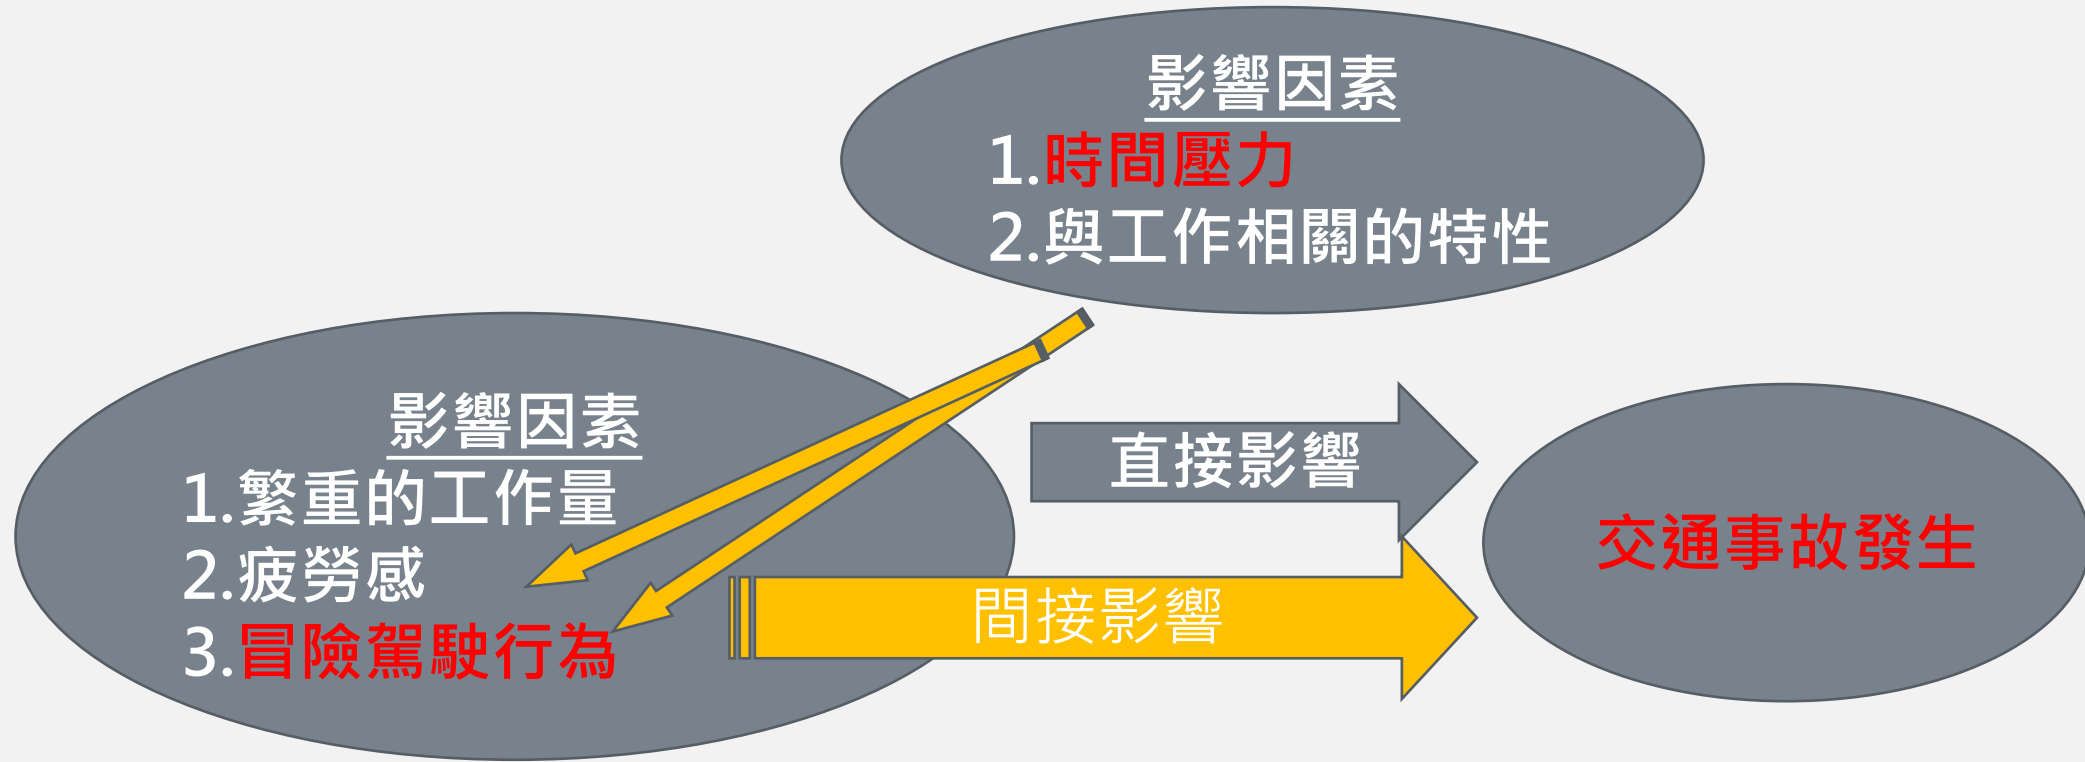 影響因素
1.時間壓力
2.與工作相關的特性
影響因素
1.繁重的工作量
2.疲勞感
3.冒險駕駛行為
直接影響
間接影響
交通事故發生